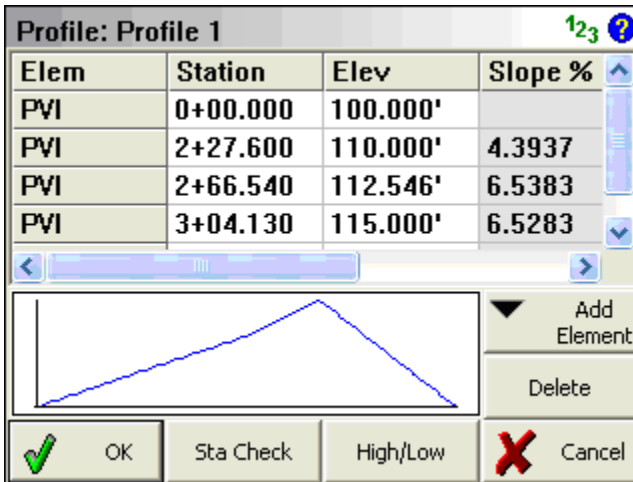 Profile: Profile 1 123 ?
Elem Station Elev Slope %
PVI 0+00.000 100.000'
PVI 2+27.600 110.000' 4.3937
PVI 2+66.540 112.546' 6.5383
PVI 3+04.130 115.000' 6.5283
Add
Element
Delete
OK Sta Check High/Low Cancel